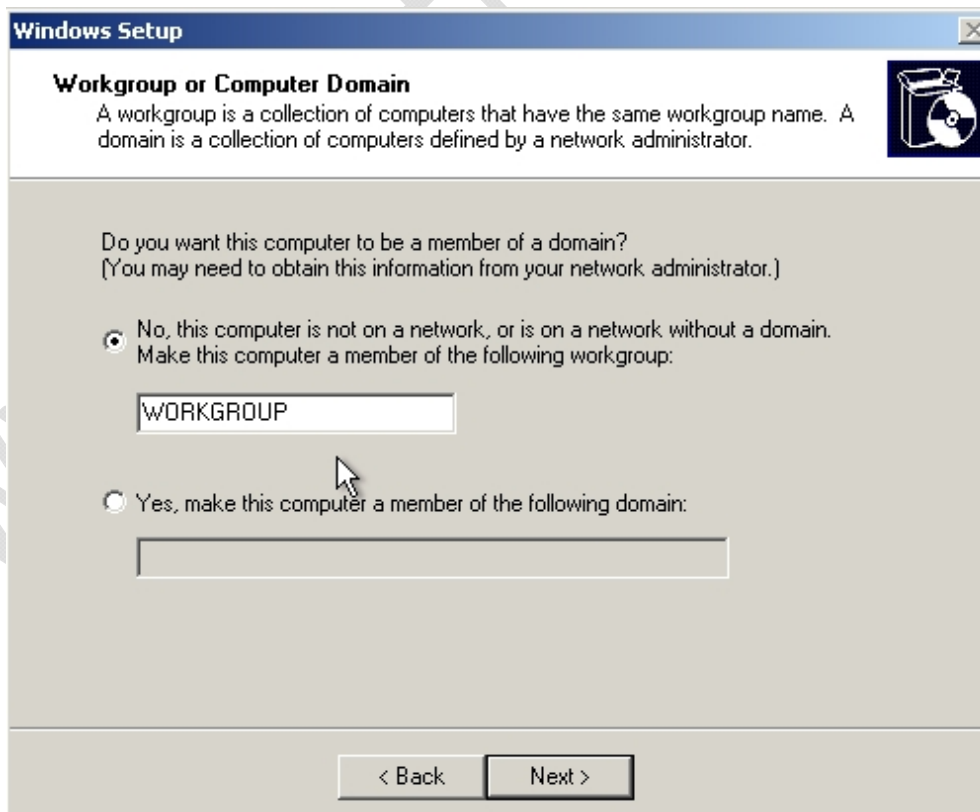 Windows Setup
Workgroup or Computer Domain
A workgroup is a collection of computers that have the same workgroup name. A
domain is a collection of computers defined by a network administrator.
Do you want this computer to be a member of a domain?
(You may need to obtain this information from your network administrator.)
No, this computer is not on a network, or is on a network without a domain.
Make this computer a member of the following workgroup:
WORKGROUP
Yes, make this computer a member of the following domain:
< Back
Next >